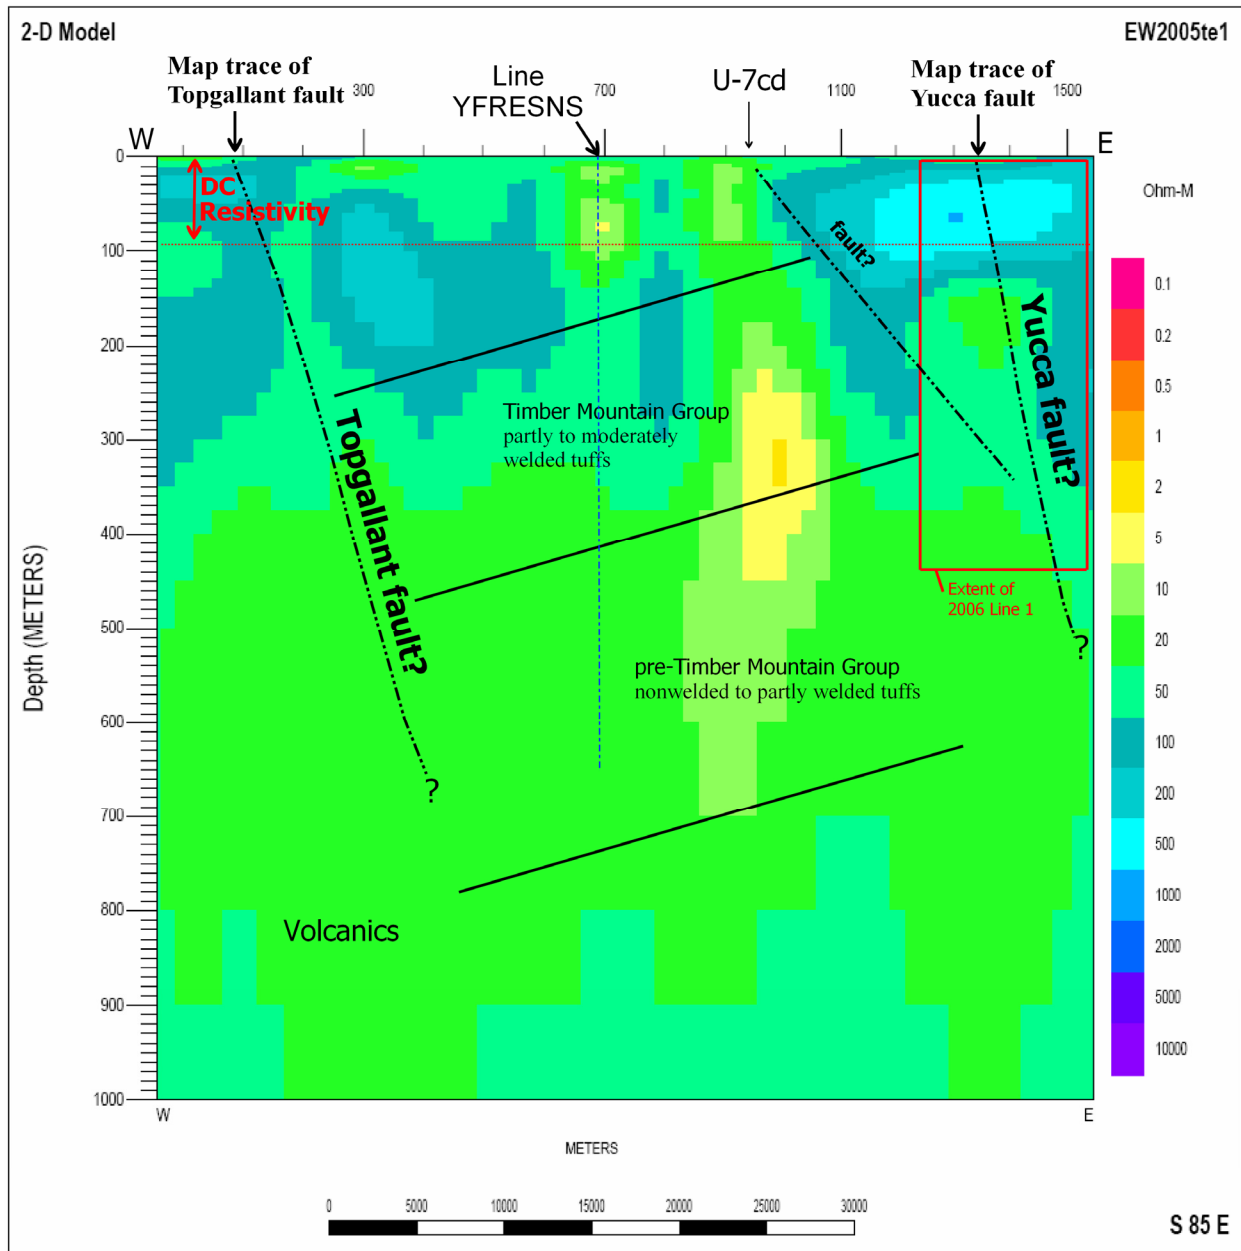 2-D Model
EW2005te1
Map trace of
Topgallant fault
300
Line
YFRESNS
700
U-7cd
1100
Map trace of
Yucca fault
1500
W
E
0
100
200
300
400
500
600
700
800
900
1000
Depth (METERS)
DC
Resistivity
fault?
Topgallant fault?
?
Timber Mountain Group
partly to moderately
welded tuffs
Yucca fault?
?
Extent of
2006 Line 1
pre-Timber Mountain Group
nonwelded to partly welded tuffs
Volcanics
Ohm-M
0.1
0.2
0.5
1
2
5
10
20
50
100
200
500
1000
2000
5000
10000
W
E
METERS
0
5000
10000
15000
20000
25000
30000
S 85 E